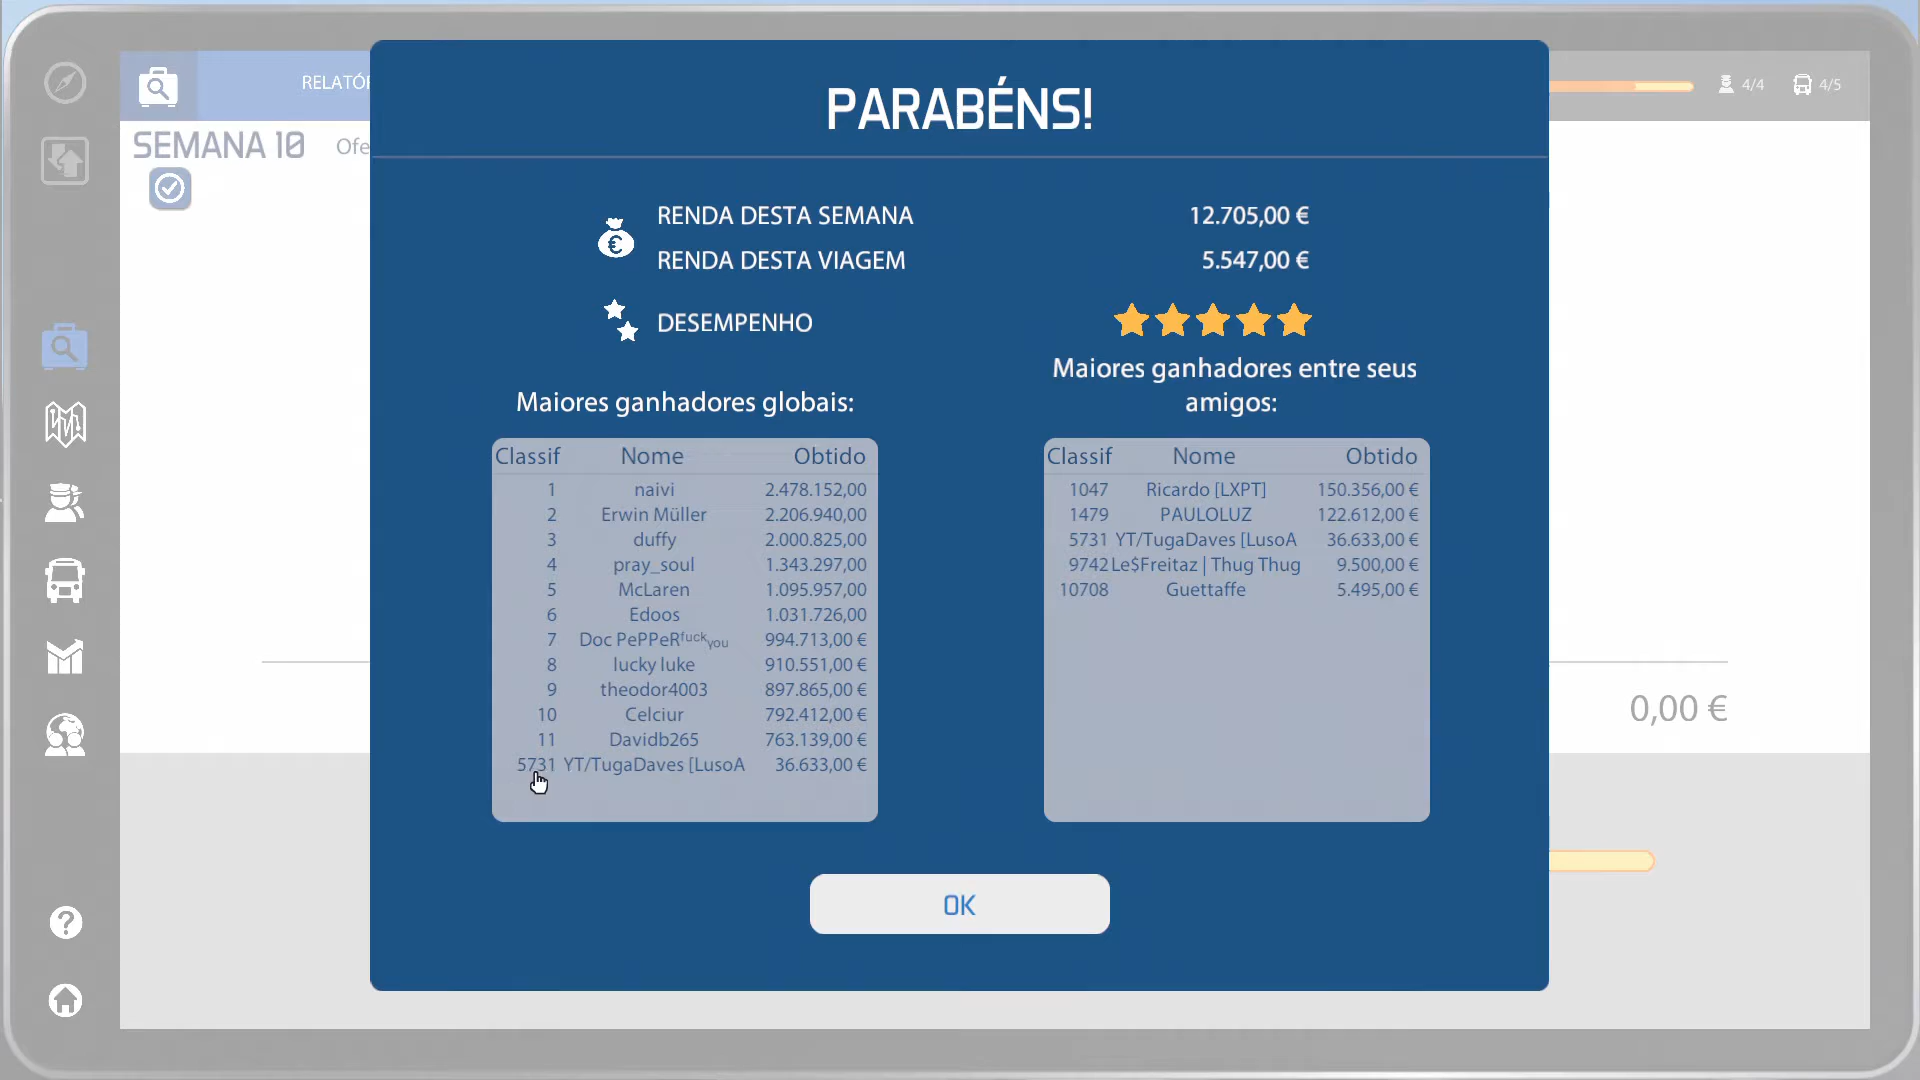 RELATÓR
4/4
4/5
SEMANA 10
Ofe
PARABÉNS!
RENDA DESTA SEMANA 12.705,00 €
RENDA DESTA VIAGEM 5.547,00 €
DESEMPENHO
Maiores ganhadores globais:
Classif Nome Obtido
1 naivi 2.478.152,00
2 Erwin Müller 2.206.940,00
3 duffy 2.000.825,00
4 pray_soul 1.343.297,00
5 McLaren 1.095.957,00
6 Edoos 1.031.726,00
7 Doc PePPeRᶠᵘᶜᵏyou 994.713,00 €
8 lucky luke 910.551,00 €
9 theodor4003 897.865,00 €
10 Celciur 792.412,00 €
11 Davidb265 763.139,00 €
5731 YT/TugaDaves [LusoA 36.633,00 €
Maiores ganhadores entre seus
amigos:
Classif Nome Obtido
1047 Ricardo [LXPT] 150.356,00 €
1479 PAULOLUZ 122.612,00 €
5731 YT/TugaDaves [LusoA 36.633,00 €
9742 Le$Freitaz | Thug Thug 9.500,00 €
10708 Guettaffe 5.495,00 €
0,00 €
OK